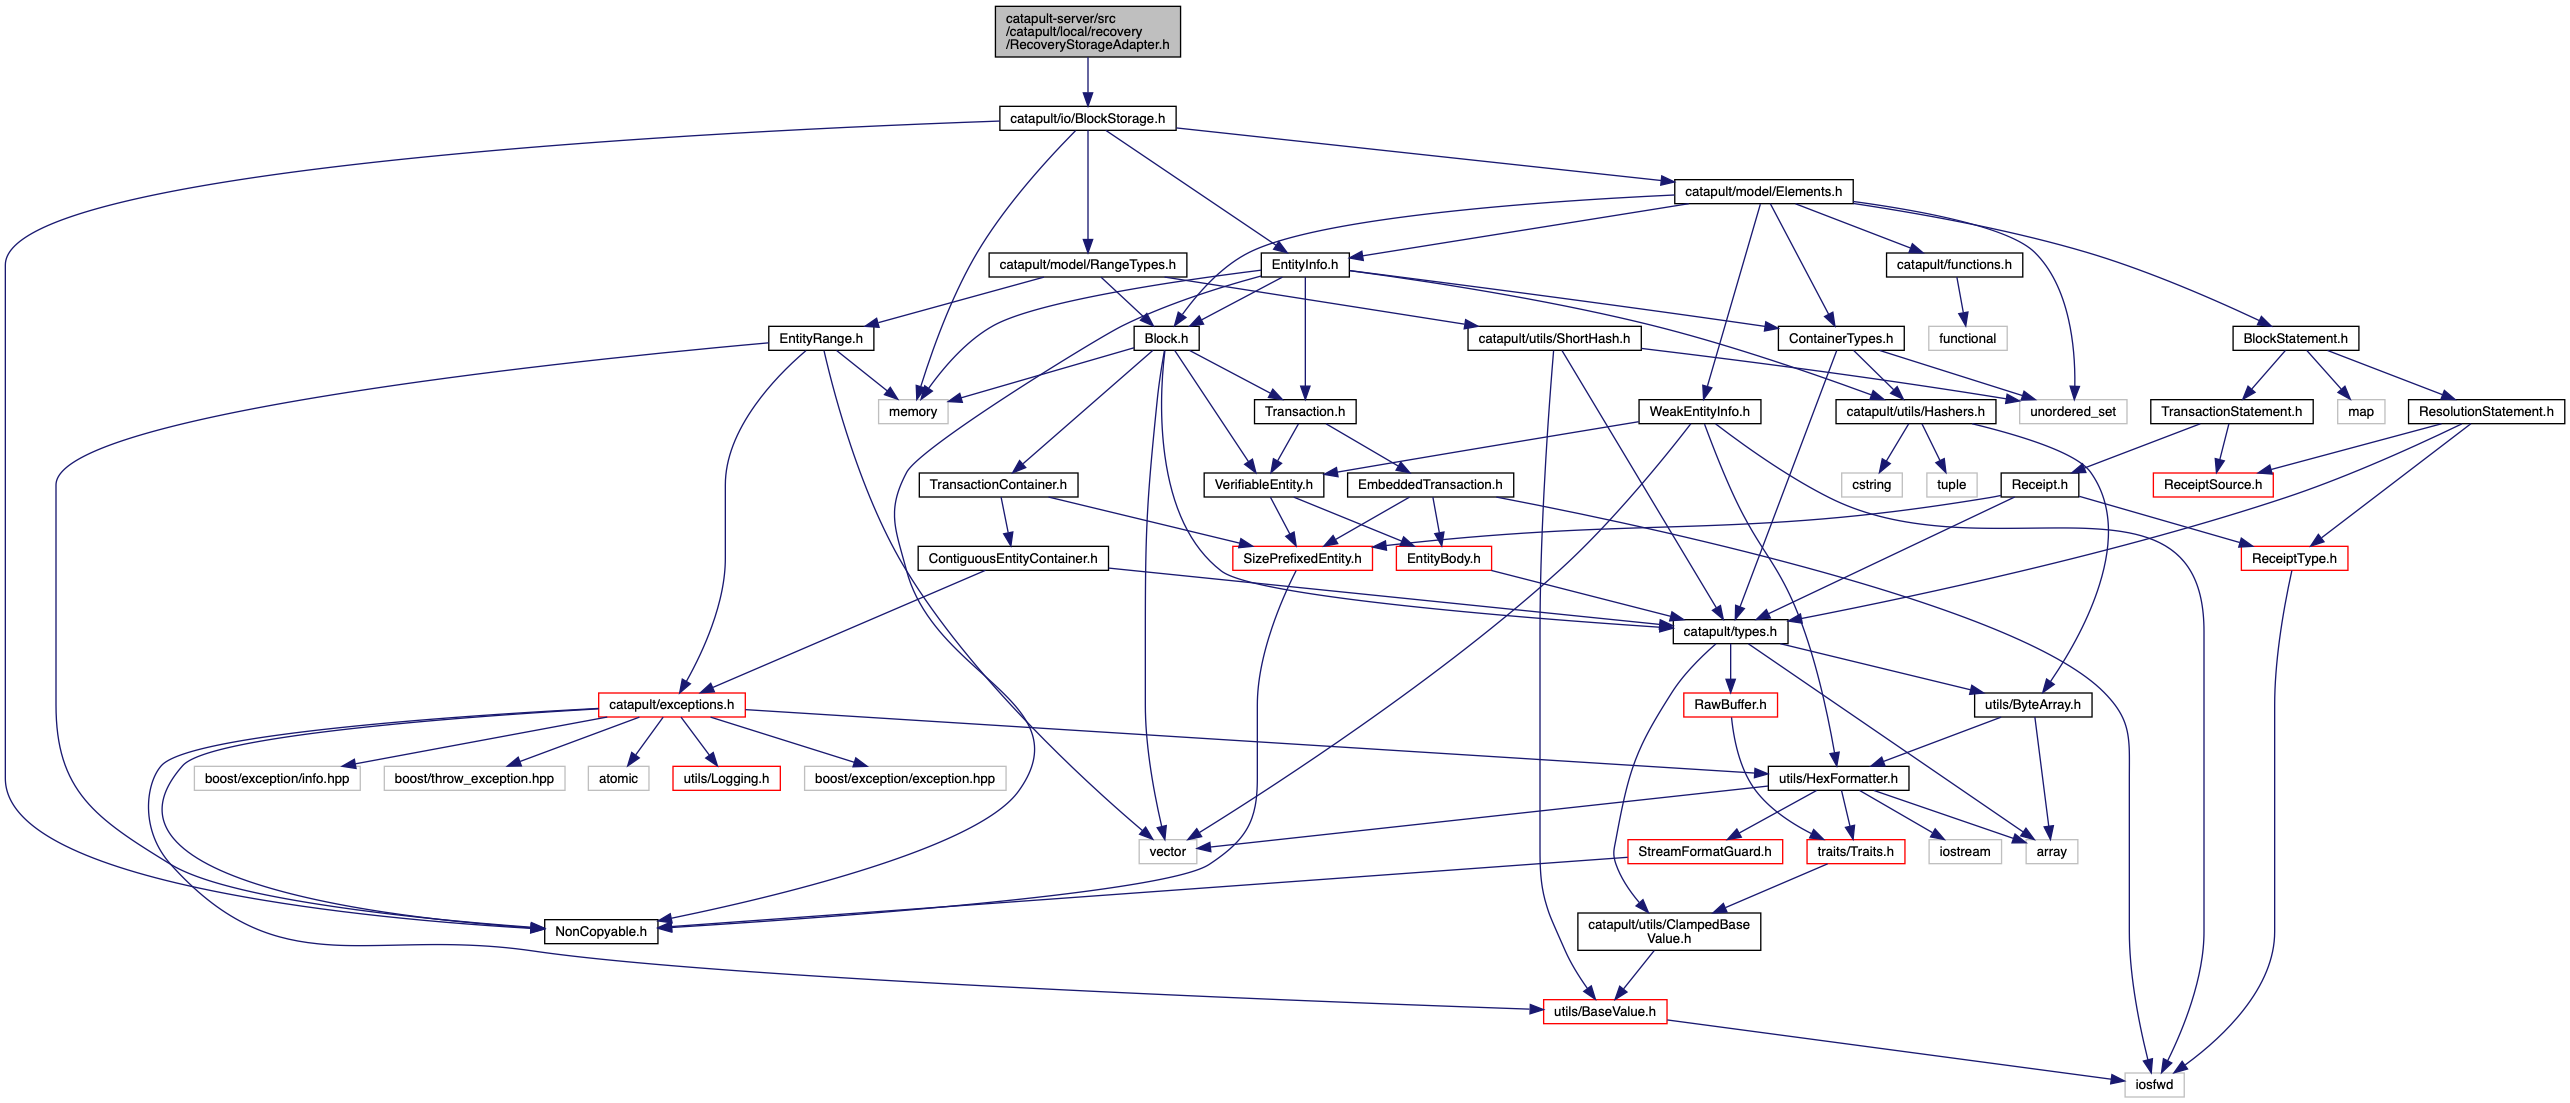 catapult-server/src
/catapult/local/recovery
/RecoveryStorageAdapter.h
catapult/io/BlockStorage.h
catapult/model/Elements.h
catapult/model/RangeTypes.h
EntityInfo.h
catapult/functions.h
EntityRange.h
Block.h
catapult/utils/ShortHash.h
ContainerTypes.h
functional
BlockStatement.h
memory
Transaction.h
WeakEntityInfo.h
catapult/utils/Hashers.h
unordered_set
TransactionStatement.h
map
ResolutionStatement.h
TransactionContainer.h
VerifiableEntity.h
EmbeddedTransaction.h
cstring
tuple
Receipt.h
ReceiptSource.h
ContiguousEntityContainer.h
SizePrefixedEntity.h
EntityBody.h
ReceiptType.h
catapult/types.h
catapult/exceptions.h
RawBuffer.h
utils/ByteArray.h
boost/exception/info.hpp
boost/throw_exception.hpp
atomic
utils/Logging.h
boost/exception/exception.hpp
utils/HexFormatter.h
vector
StreamFormatGuard.h
traits/Traits.h
iostream
array
NonCopyable.h
catapult/utils/ClampedBase
Value.h
utils/BaseValue.h
iosfwd